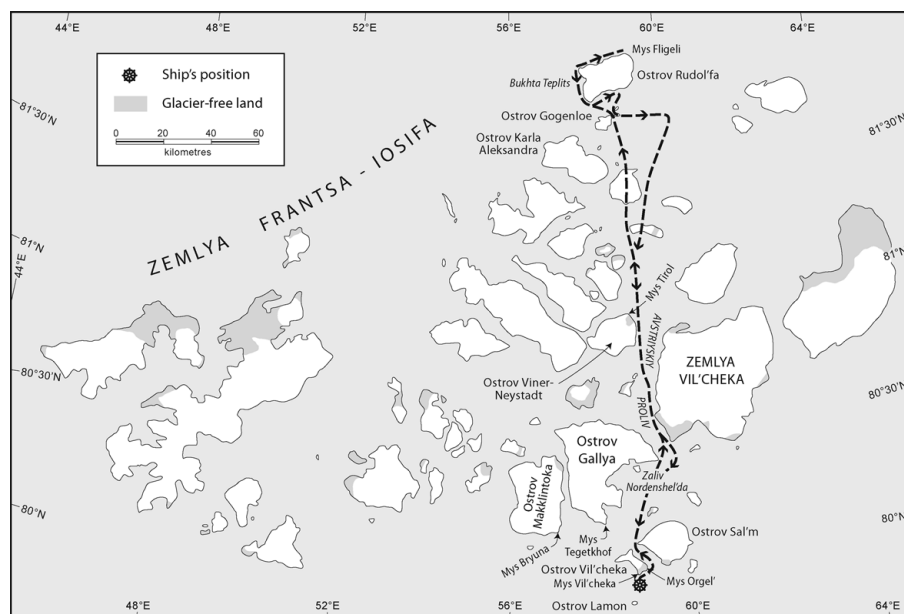 44°E
48°E
52°E
56°E
60°E
64°E
Ship's position
Glacier-free land
0 20 40 60
kilometres
Mys Fligeli
Ostrov Rudol'fa
Bukhta Teplits
Ostrov Gogenloe
Ostrov Karla
Aleksandra
81°30'N
81°30'N
ZEMLYA FRANTSA - IOSIFA
81°N
44°E
81°N
Mys Tirol
AVSTRIYSKIY
PROLIV
ZEMLYA
VIL'CHEKA
Ostrov Viner-
Neystadt
80°30'N
80°30'N
Ostrov
Gallya
Ostrov
Makklintoka
Zaliv
Nordenshel'da
80°N
80°N
Mys Bryuna
Mys
Tegetkhof
Ostrov Sal'm
Ostrov Vil'cheka
Mys Vil'cheka
Mys Orgel'
Ostrov Lamon
48°E
52°E
56°E
60°E
64°E